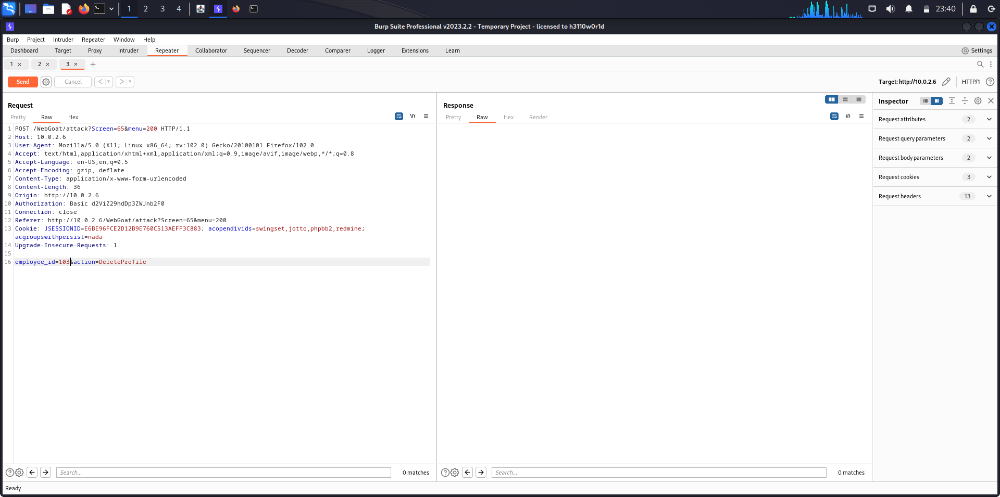 1 2 3 4 23:40
Burp Suite Professional v2023.2.2 - Temporary Project - licensed to h3110w0r1d
Burp Project Intruder Repeater Window Help
Dashboard Target Proxy Intruder Repeater Collaborator Sequencer Decoder Comparer Logger Extensions Learn Settings
1 × 2 × 3 × +
Send Cancel < > Target: http://10.0.2.6 HTTP/1 ?
Request
Pretty Raw Hex \n
1 POST /WebGoat/attack?Screen=65&menu=200 HTTP/1.1
2 Host: 10.0.2.6
3 User-Agent: Mozilla/5.0 (X11; Linux x86_64; rv:102.0) Gecko/20100101 Firefox/102.0
4 Accept: text/html,application/xhtml+xml,application/xml;q=0.9,image/avif,image/webp,*/*;q=0.8
5 Accept-Language: en-US,en;q=0.5
6 Accept-Encoding: gzip, deflate
7 Content-Type: application/x-www-form-urlencoded
8 Content-Length: 36
9 Origin: http://10.0.2.6
10 Authorization: Basic d2ViZ29hdDp3ZWJnb2F0
11 Connection: close
12 Referer: http://10.0.2.6/WebGoat/attack?Screen=65&menu=200
13 Cookie: JSESSIONID=E6BE96FCE2D12B9E760C513AEFF3C883; acopendivids=swingset,jotto,phpbb2,redmine;
acgroupswithpersist=nada
14 Upgrade-Insecure-Requests: 1
15
16 employee_id=103&action=DeleteProfile
? Search... 0 matches
Response
Pretty Raw Hex Render \n
? Search... 0 matches
Inspector
Request attributes 2
Request query parameters 2
Request body parameters 2
Request cookies 3
Request headers 13
Ready